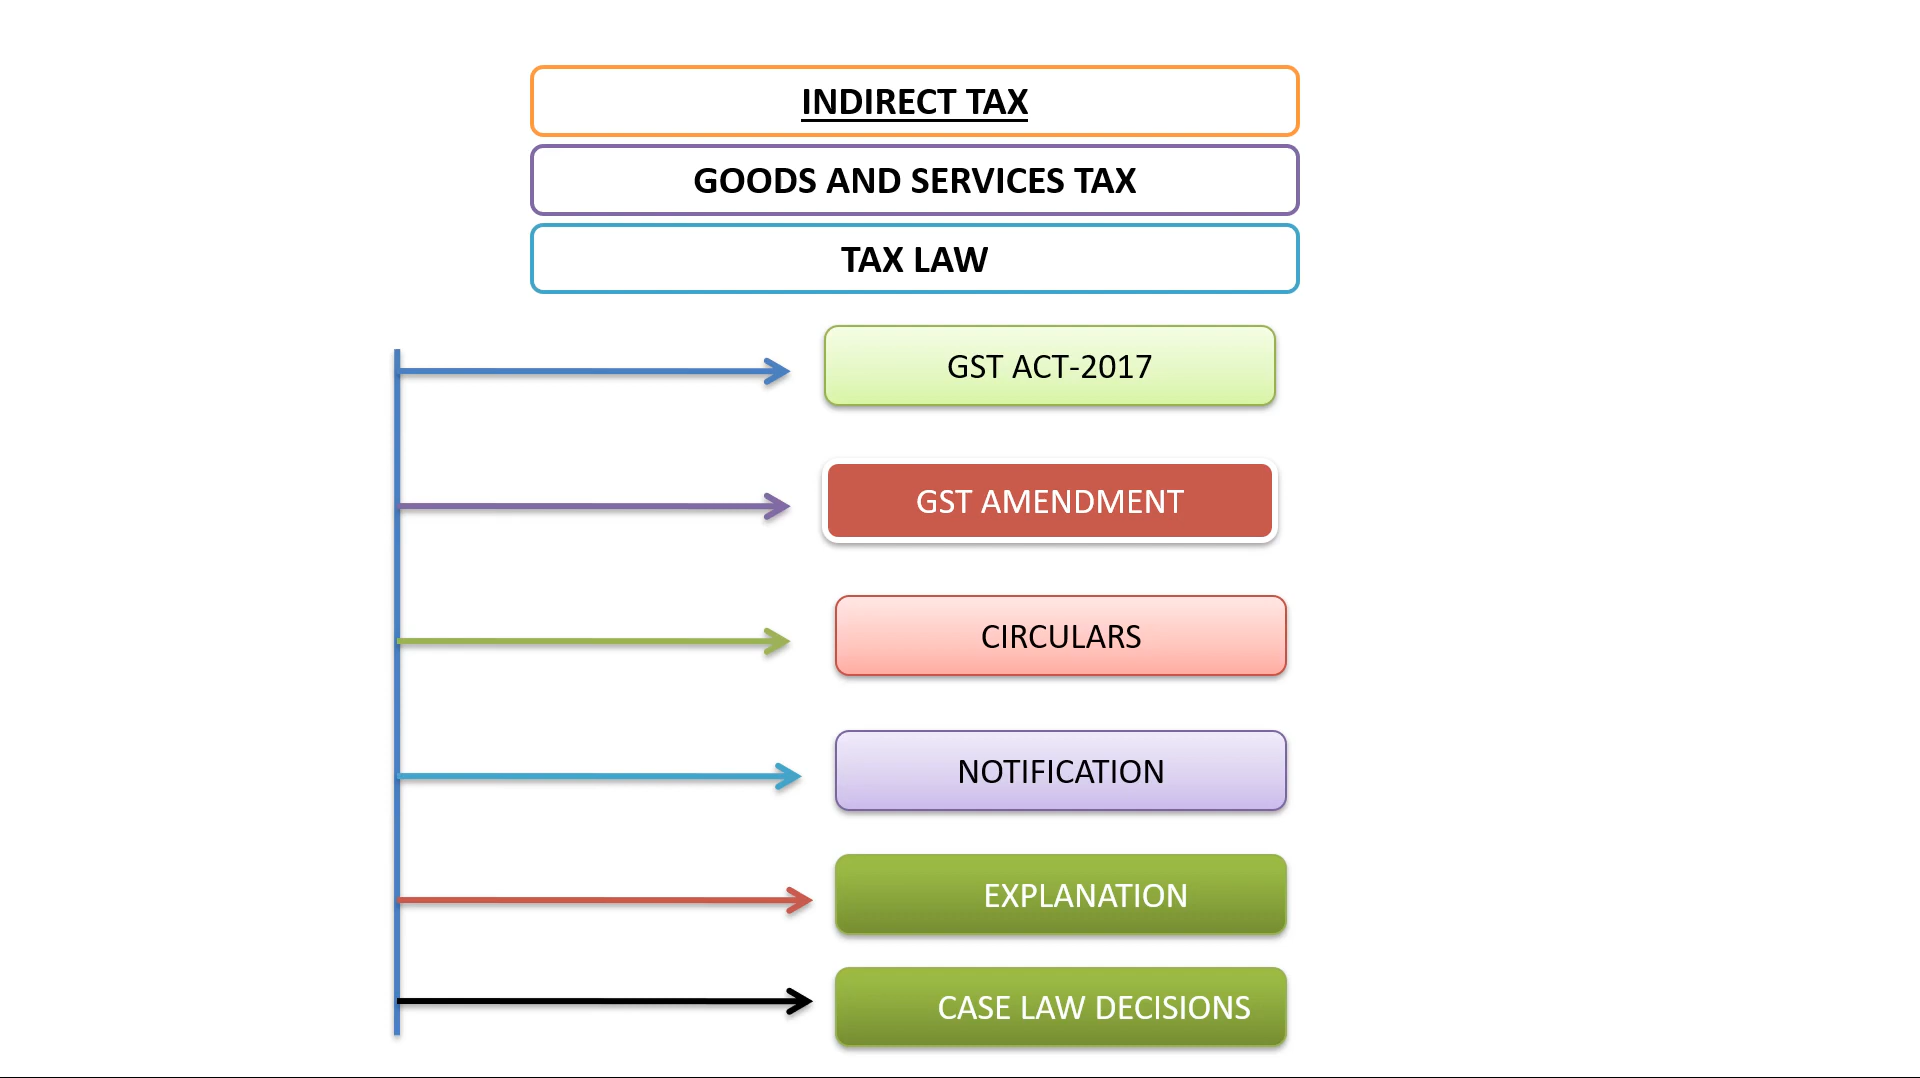 INDIRECT TAX
GOODS AND SERVICES TAX
TAX LAW
GST ACT-2017
GST AMENDMENT
CIRCULARS
NOTIFICATION
EXPLANATION
CASE LAW DECISIONS